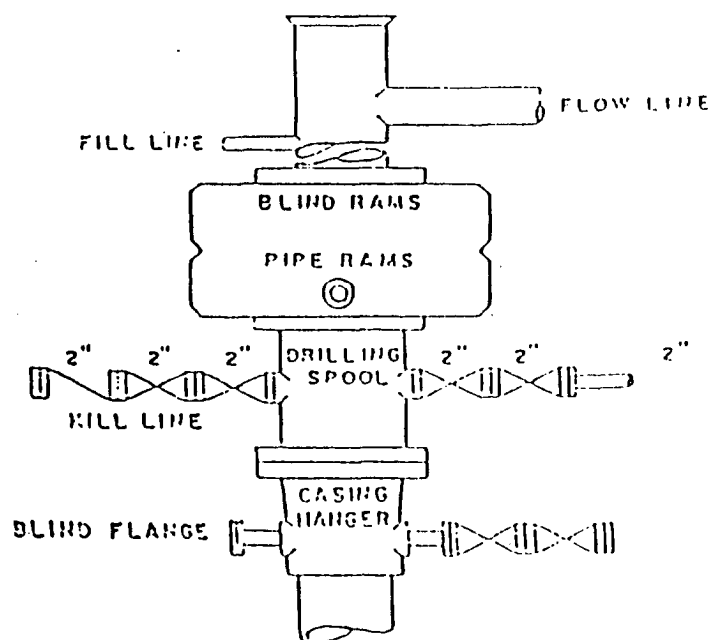 FLOW LINE
FILL LINE
BLIND RAMS
PIPE RAMS
2" 2" 2" DRILLING 2" 2" 2"
SPOOL
KILL LINE
CASING
HANGER
BLIND FLANGE